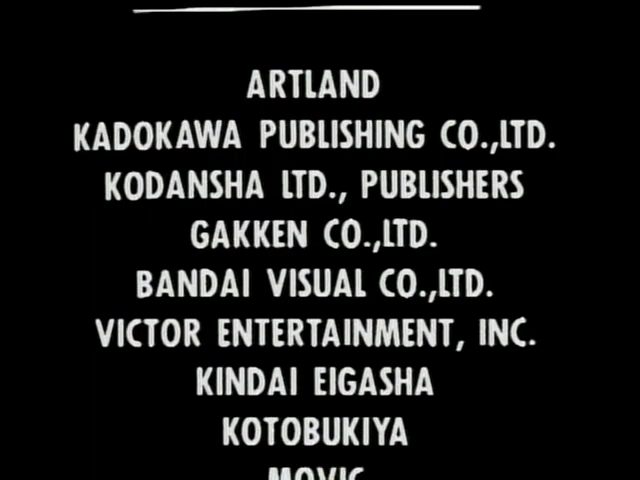 ARTLAND
KADOKAWA PUBLISHING CO.,LTD.
KODANSHA LTD., PUBLISHERS
GAKKEN CO.,LTD.
BANDAI VISUAL CO.,LTD.
VICTOR ENTERTAINMENT, INC.
KINDAI EIGASHA
KOTOBUKIYA
MOVIC